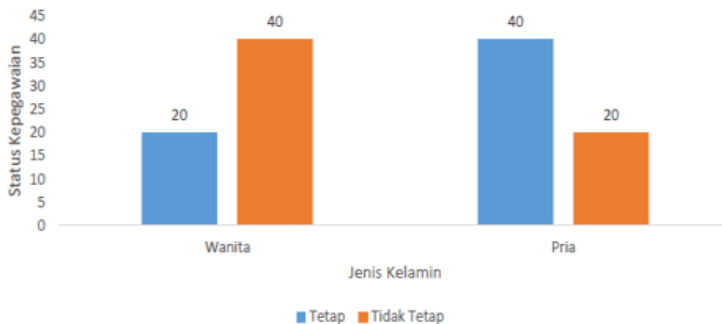 45
40
35
30
25
20
15
10
5
0
Status Kepegawaian
20
40
40
20
Wanita
Pria
Jenis Kelamin
Tetap
Tidak Tetap